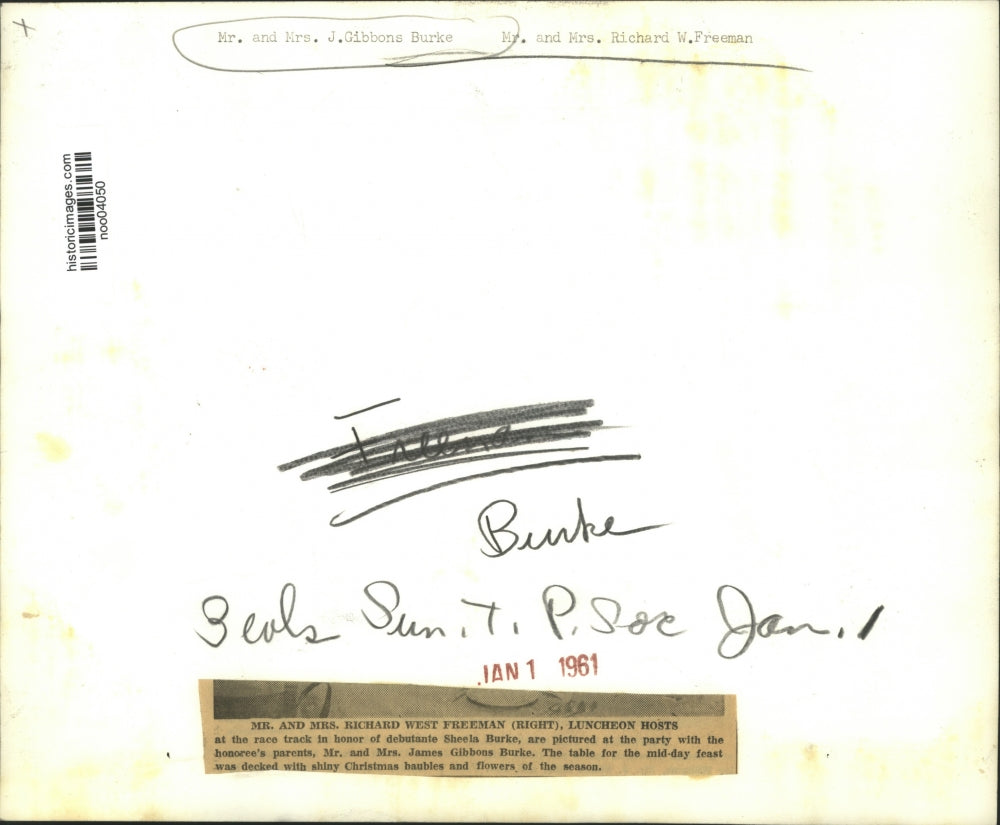 Mr. and Mrs. J.Gibbons Burke Mr. and Mrs. Richard W.Freeman
historicimages.com
noo04050
Burke
3 cols Sun. T. P. Soc Jan. 1
JAN 1 1961
MR. AND MRS. RICHARD WEST FREEMAN (RIGHT), LUNCHEON HOSTS
at the race track in honor of debutante Sheela Burke, are pictured at the party with the
honoree's parents, Mr. and Mrs. James Gibbons Burke. The table for the mid-day feast
was decked with shiny Christmas baubles and flowers of the season.